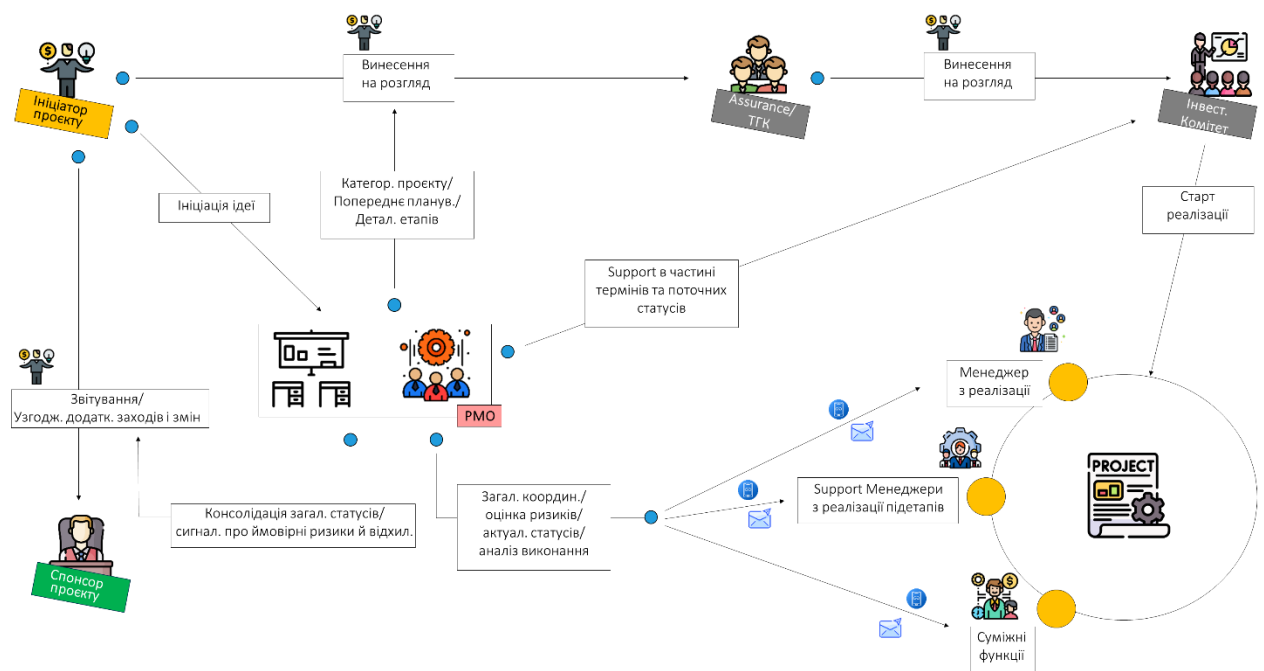 Винесення
на розгляд
Винесення
на розгляд
Ініціатор
проєкту
Assurance/
ТГК
Інвест.
Комітет
Ініціація ідеї
Категор. проєкту/
Попереднє планув./
Детал. етапів
Старт
реалізації
Support в частині
термінів та поточних
статусів
PMO
Звітування/
Узгодж. додатк. заходів і змін
Менеджер
з реалізації
PROJECT
Консолідація загал. статусів/
сигнал. про ймовірні ризики й відхил.
Загал. координ./
оцінка ризиків/
актуал. статусів/
аналіз виконання
Support Менеджери
з реалізації підетапів
Спонсор
проєкту
Суміжні
функції